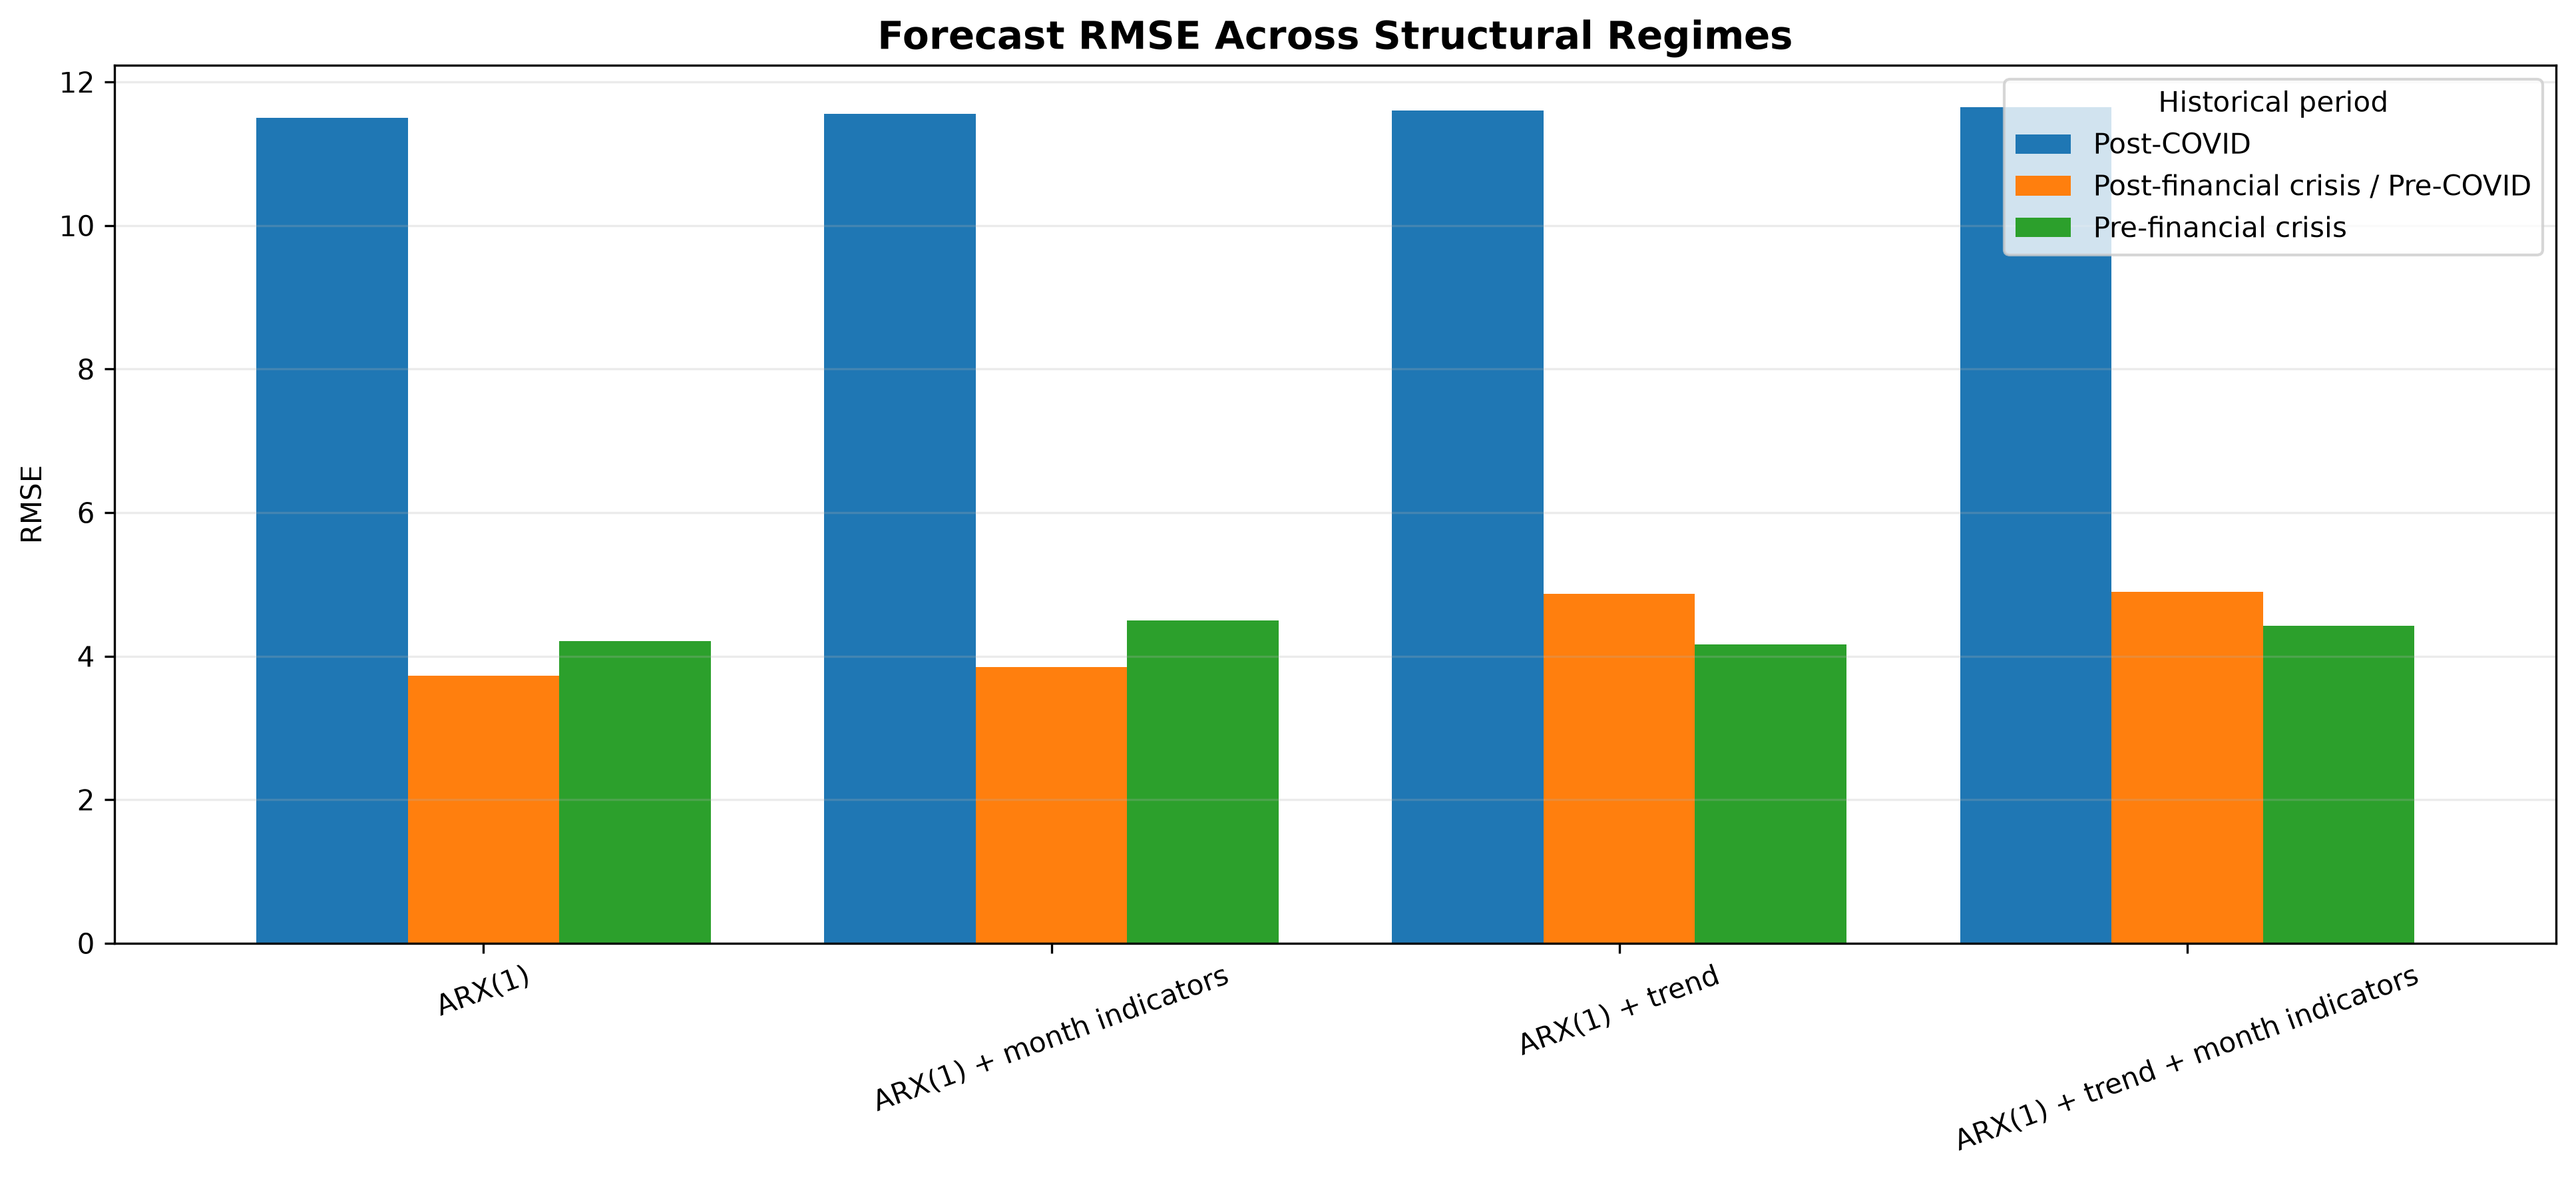 Forecast RMSE Across Structural Regimes
12
10
8
6
4
2
0
RMSE
Historical period
Post-COVID
Post-financial crisis / Pre-COVID
Pre-financial crisis
ARX(1)
ARX(1) + month indicators
ARX(1) + trend
ARX(1) + trend + month indicators